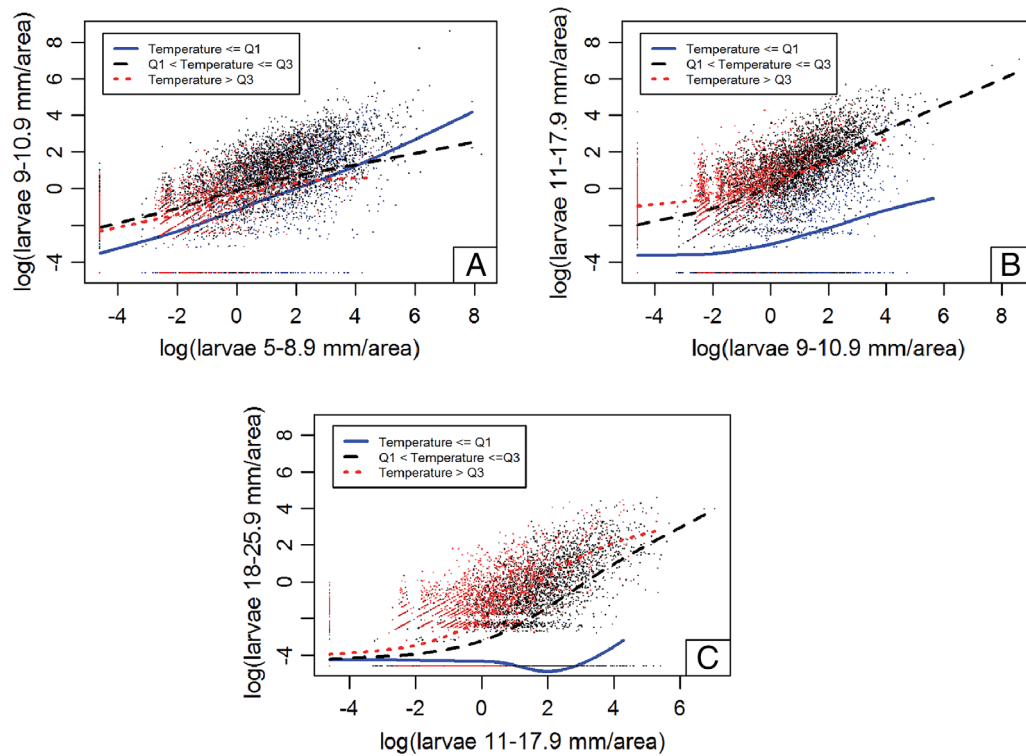 Temperature <= Q1
Q1 < Temperature <= Q3
Temperature > Q3
A
8
6
4
2
0
-4
log(larvae 9-10.9 mm/area)
-4 -2 0 2 4 6 8
log(larvae 5-8.9 mm/area)
Temperature <= Q1
Q1 < Temperature <= Q3
Temperature > Q3
B
8
6
4
2
0
-4
log(larvae 11-17.9 mm/area)
-4 -2 0 2 4 6 8
log(larvae 9-10.9 mm/area)
Temperature <= Q1
Q1 < Temperature <=Q3
Temperature > Q3
C
8
6
4
2
0
-4
log(larvae 18-25.9 mm/area)
-4 -2 0 2 4 6
log(larvae 11-17.9 mm/area)